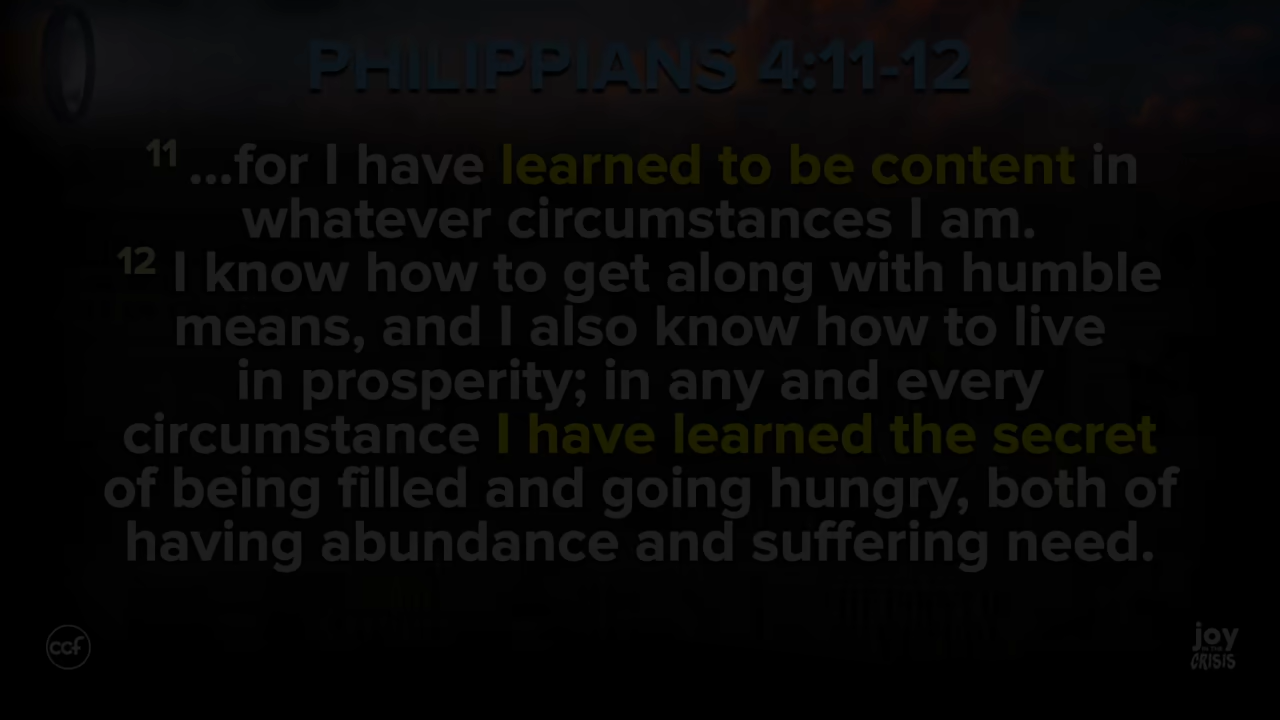 PHILIPPIANS 4:11-12
11 ...for I have learned to be content in
whatever circumstances I am.
12 I know how to get along with humble
means, and I also know how to live
in prosperity; in any and every
circumstance I have learned the secret
of being filled and going hungry, both of
having abundance and suffering need.
ccf
joy
IN THE
CRISIS